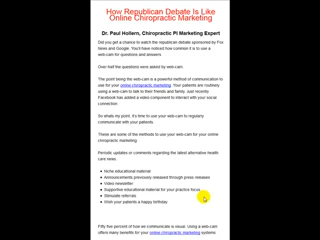 How Republican Debate Is Like
Online Chiropractic Marketing
Dr. Paul Hollern, Chiropractic PI Marketing Expert
Did you get a chance to watch the republican debate sponsored by Fox
News and Google. You'll have noticed how common it is to use a
web-cam for questions and answers.
Over half the questions were asked by web-cam.
The point being the web-cam is a powerful method of communication to
use for your online chiropractic marketing. Your patients are routinely
using a web-cam to talk to their friends and family. Just recently
Facebook has added a video component to interact with your social
connection.
So whats my point, it's time to use your web-cam to regularly
communicate with your patients.
These are some of the methods to use your web-cam for your online
chiropractic marketing:
Periodic updates or comments regarding the latest alternative health
care news.
• Niche educational material
• Announcements previously released through press releases
• Video newsletter
• Supportive educational material for your practice focus
• Stimulate referrals
• Wish your patients a happy birthday
Fifty five percent of how we communicate is visual. Using a web-cam
offers many benefits for your online chiropractic marketing systems